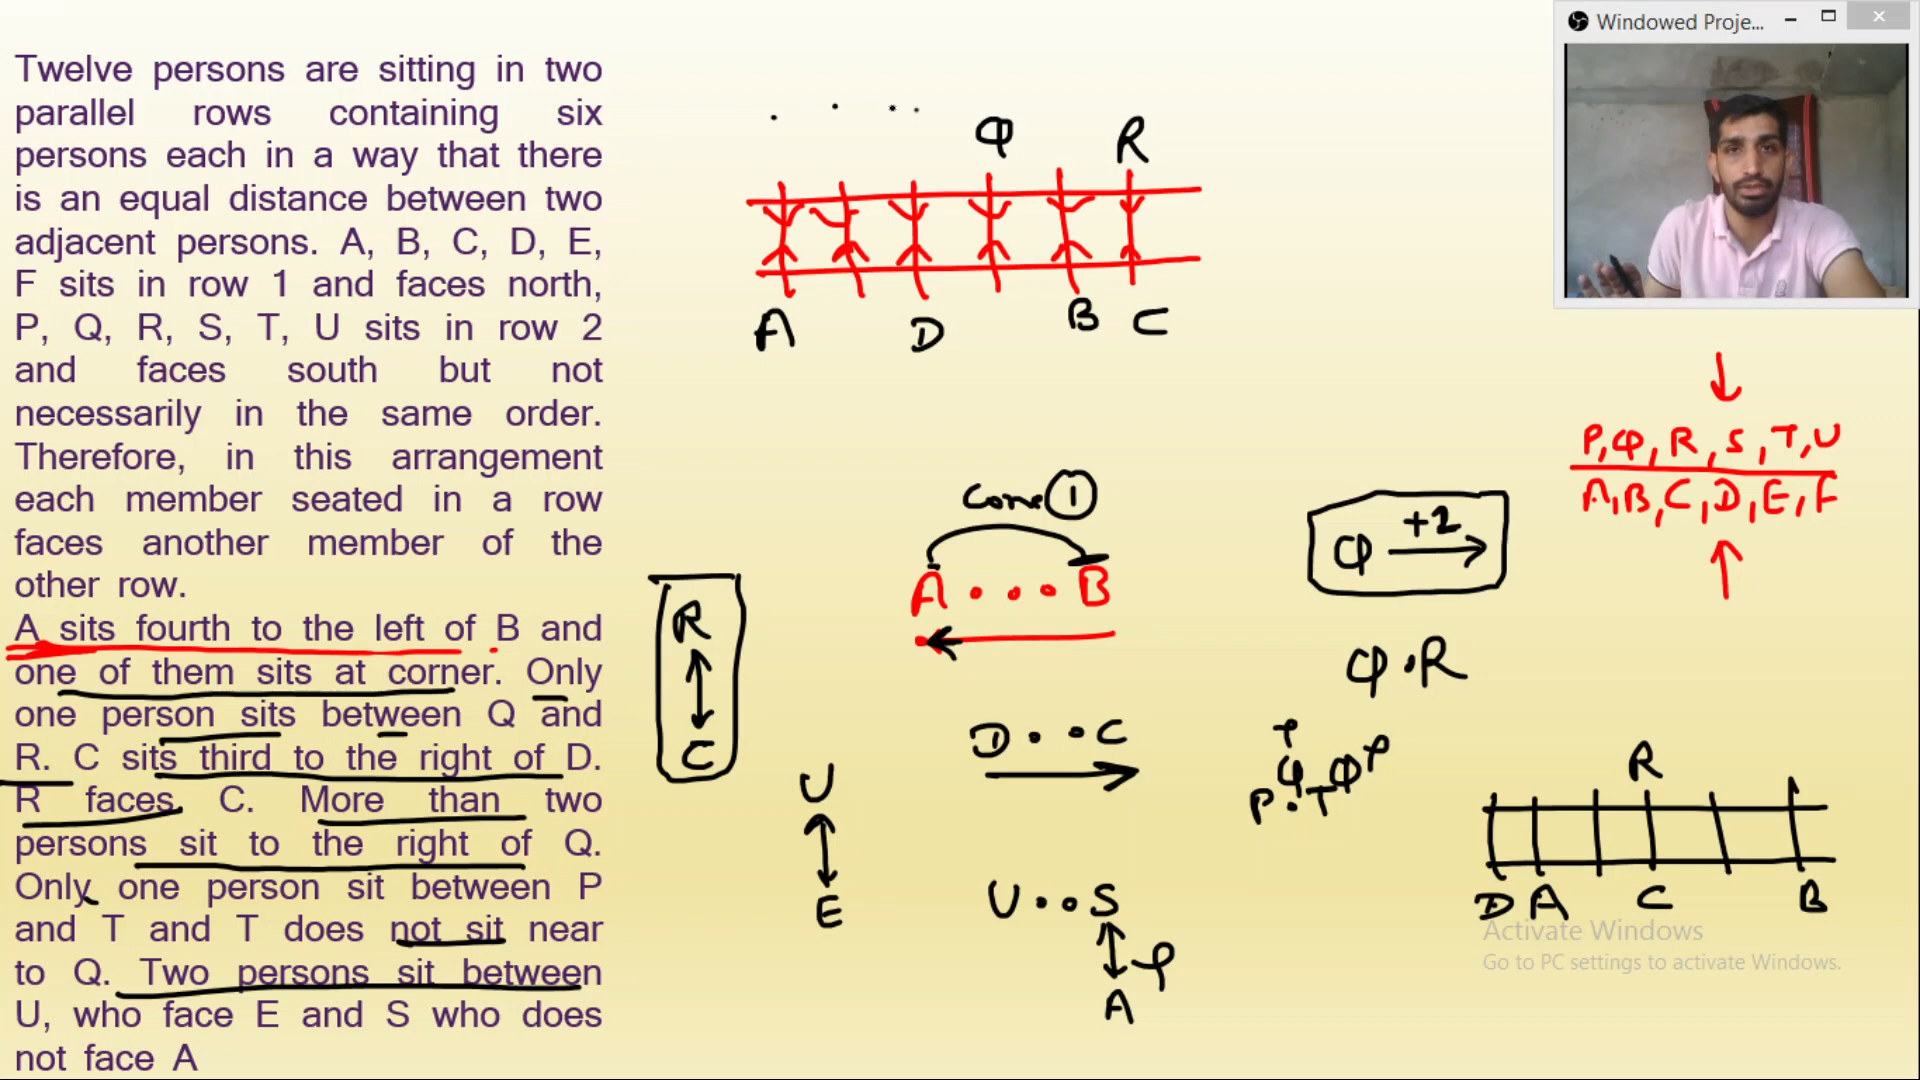 Twelve persons are sitting in two
parallel rows containing six
persons each in a way that there
is an equal distance between two
adjacent persons. A, B, C, D, E,
F sits in row 1 and faces north,
P, Q, R, S, T, U sits in row 2
and faces south but not
necessarily in the same order.
Therefore, in this arrangement
each member seated in a row
faces another member of the
other row.
A sits fourth to the left of B and
one of them sits at corner. Only
one person sits between Q and
R. C sits third to the right of D.
R faces C. More than two
persons sit to the right of Q.
Only one person sit between P
and T and T does not sit near
to Q. Two persons sit between
U, who face E and S who does
not face A
Windowed Proje...
Q R
A D B C
P, Q, R, S, T, U
A, B, C, D, E, F
1
A . . . B
Q +2
Q . R
R
C
D . . C
U
E
U . . S
A
P . T
R
D A C B
Activate Windows
Go to PC settings to activate Windows.